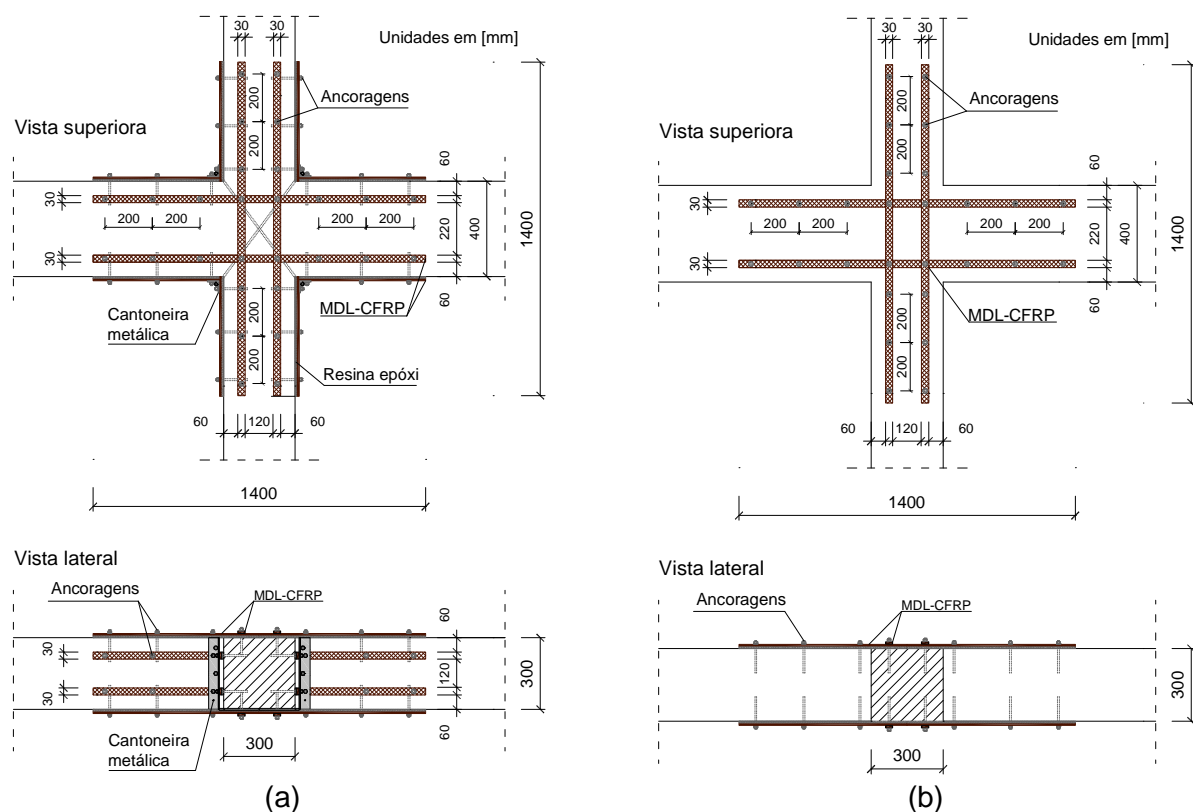 30
30
Unidades em [mm]
Ancoragens
200
200
Vista superiora
60
30
200
200
200
200
220
400
1400
30
60
MDL-CFRP
Cantoneira
metálica
200
200
Resina epóxi
60
120
60
1400
Vista lateral
Ancoragens
MDL-CFRP
60
30
120
300
30
60
Cantoneira
metálica
300
(a)
30
30
Unidades em [mm]
Ancoragens
200
200
Vista superiora
60
30
200
200
200
200
220
400
1400
30
60
MDL-CFRP
200
200
60
120
60
1400
Vista lateral
Ancoragens
MDL-CFRP
300
300
(b)